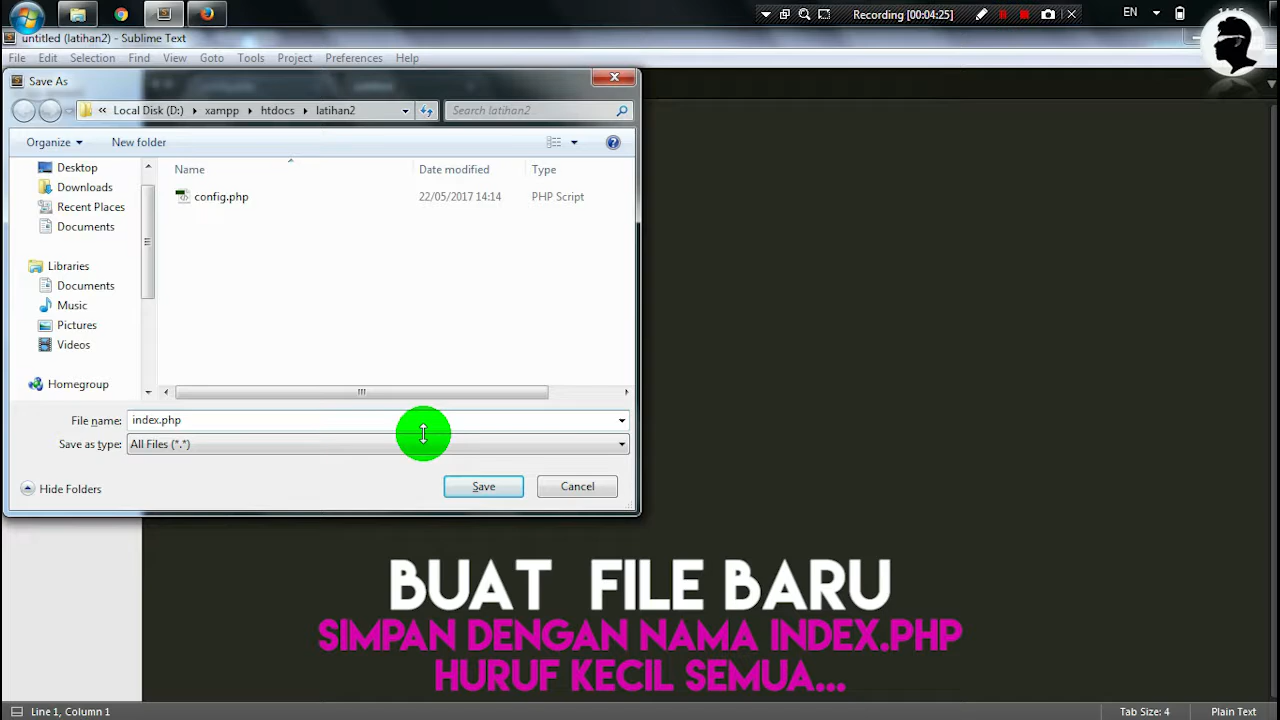 Recording [00:04:25]
EN
untitled (latihan2) - Sublime Text
File Edit Selection Find View Goto Tools Project Preferences Help
Save As
« Local Disk (D:) xampp htdocs latihan2
Search latihan2
Organize New folder
Name Date modified Type
config.php 22/05/2017 14:14 PHP Script
Desktop
Downloads
Recent Places
Documents
Libraries
Documents
Music
Pictures
Videos
Homegroup
File name: index.php
Save as type: All Files (*.*)
Hide Folders
Save Cancel
BUAT FILE BARU
SIMPAN DENGAN NAMA INDEX.PHP
HURUF KECIL SEMUA...
Line 1, Column 1
Tab Size: 4 Plain Text